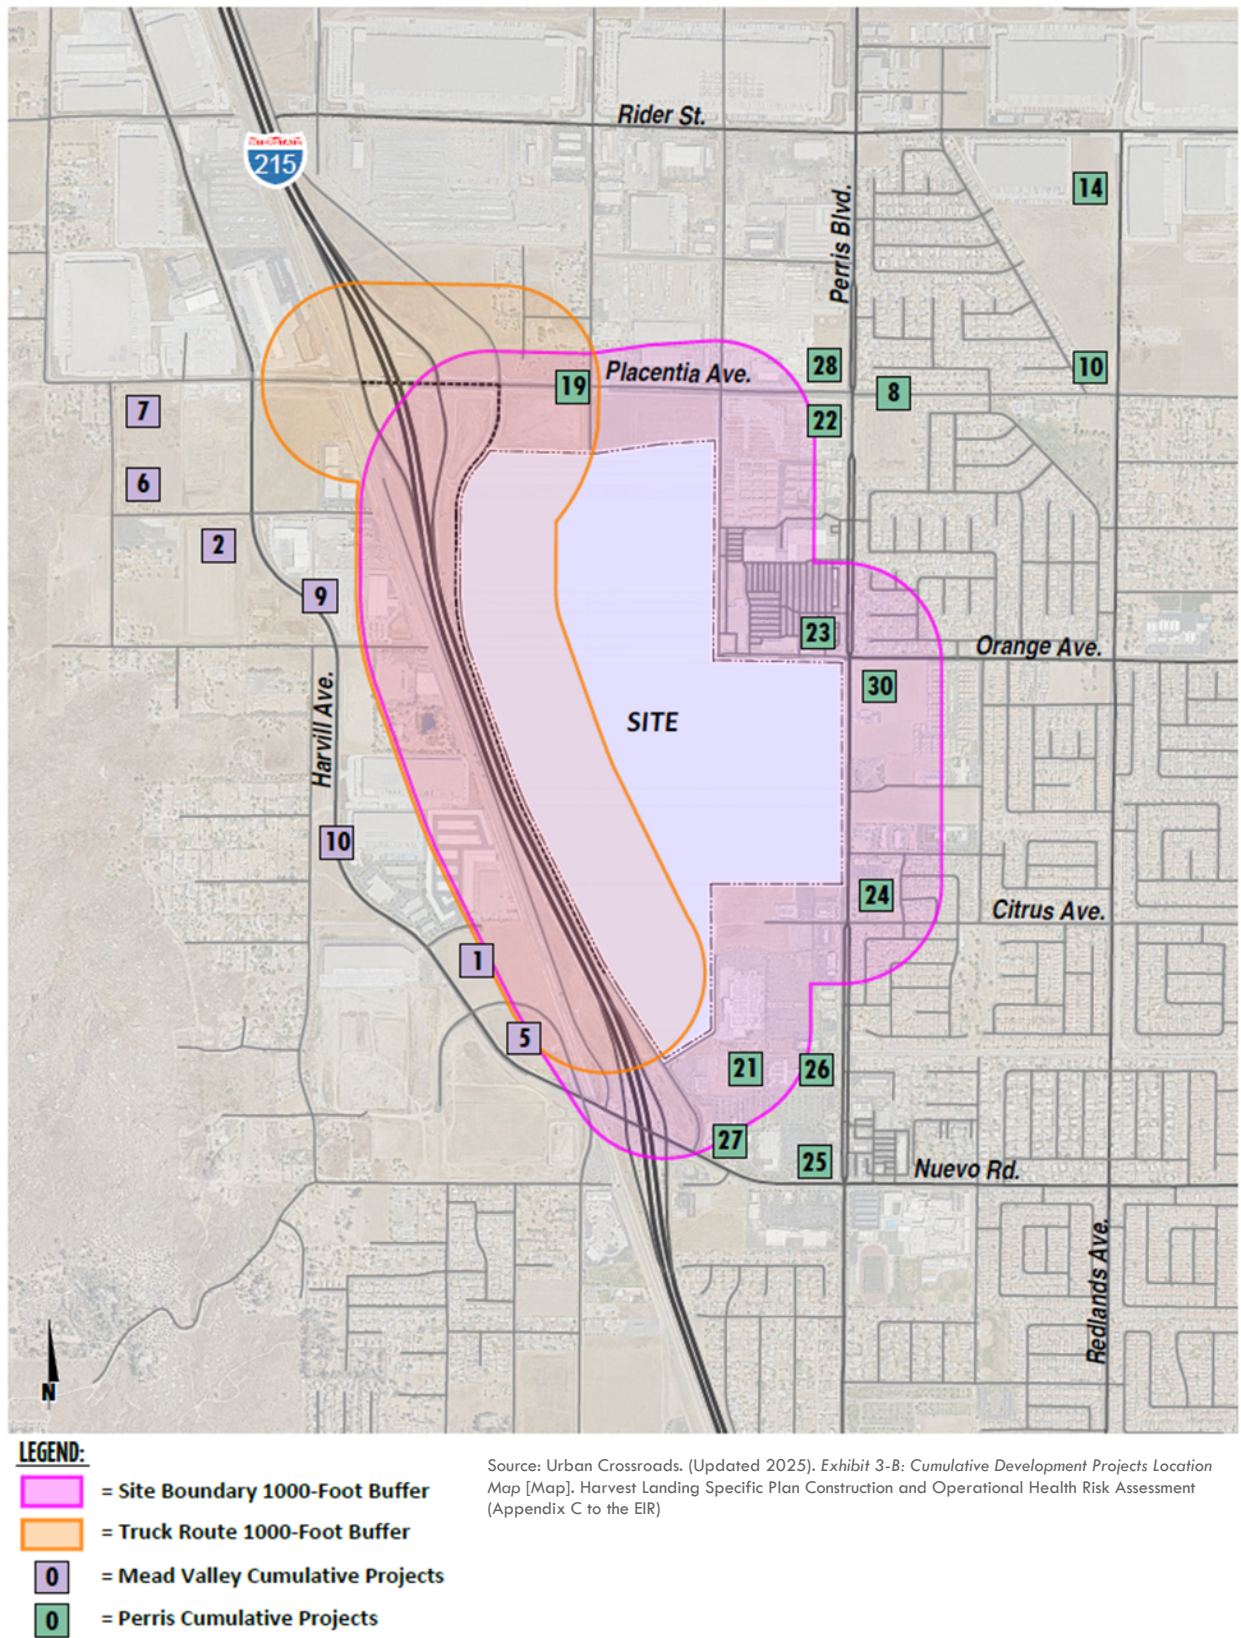 Rider St.
INTERSTATE
215
14
Perris Blvd.
28
10
Placentia Ave.
19
8
7
22
6
2
9
23
Orange Ave.
30
Harvill Ave.
SITE
10
24
Citrus Ave.
1
5
21
26
27
25
Nuevo Rd.
Redlands Ave.
N
LEGEND:
= Site Boundary 1000-Foot Buffer
= Truck Route 1000-Foot Buffer
0 = Mead Valley Cumulative Projects
0 = Perris Cumulative Projects
Source: Urban Crossroads. (Updated 2025). Exhibit 3-B: Cumulative Development Projects Location
Map [Map]. Harvest Landing Specific Plan Construction and Operational Health Risk Assessment
(Appendix C to the EIR)